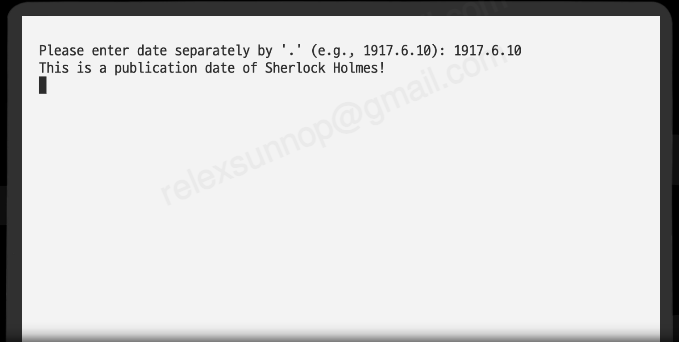 Please enter date separately by '.' (e.g., 1917.6.10): 1917.6.10
This is a publication date of Sherlock Holmes!
relexsunnop@gmail.com